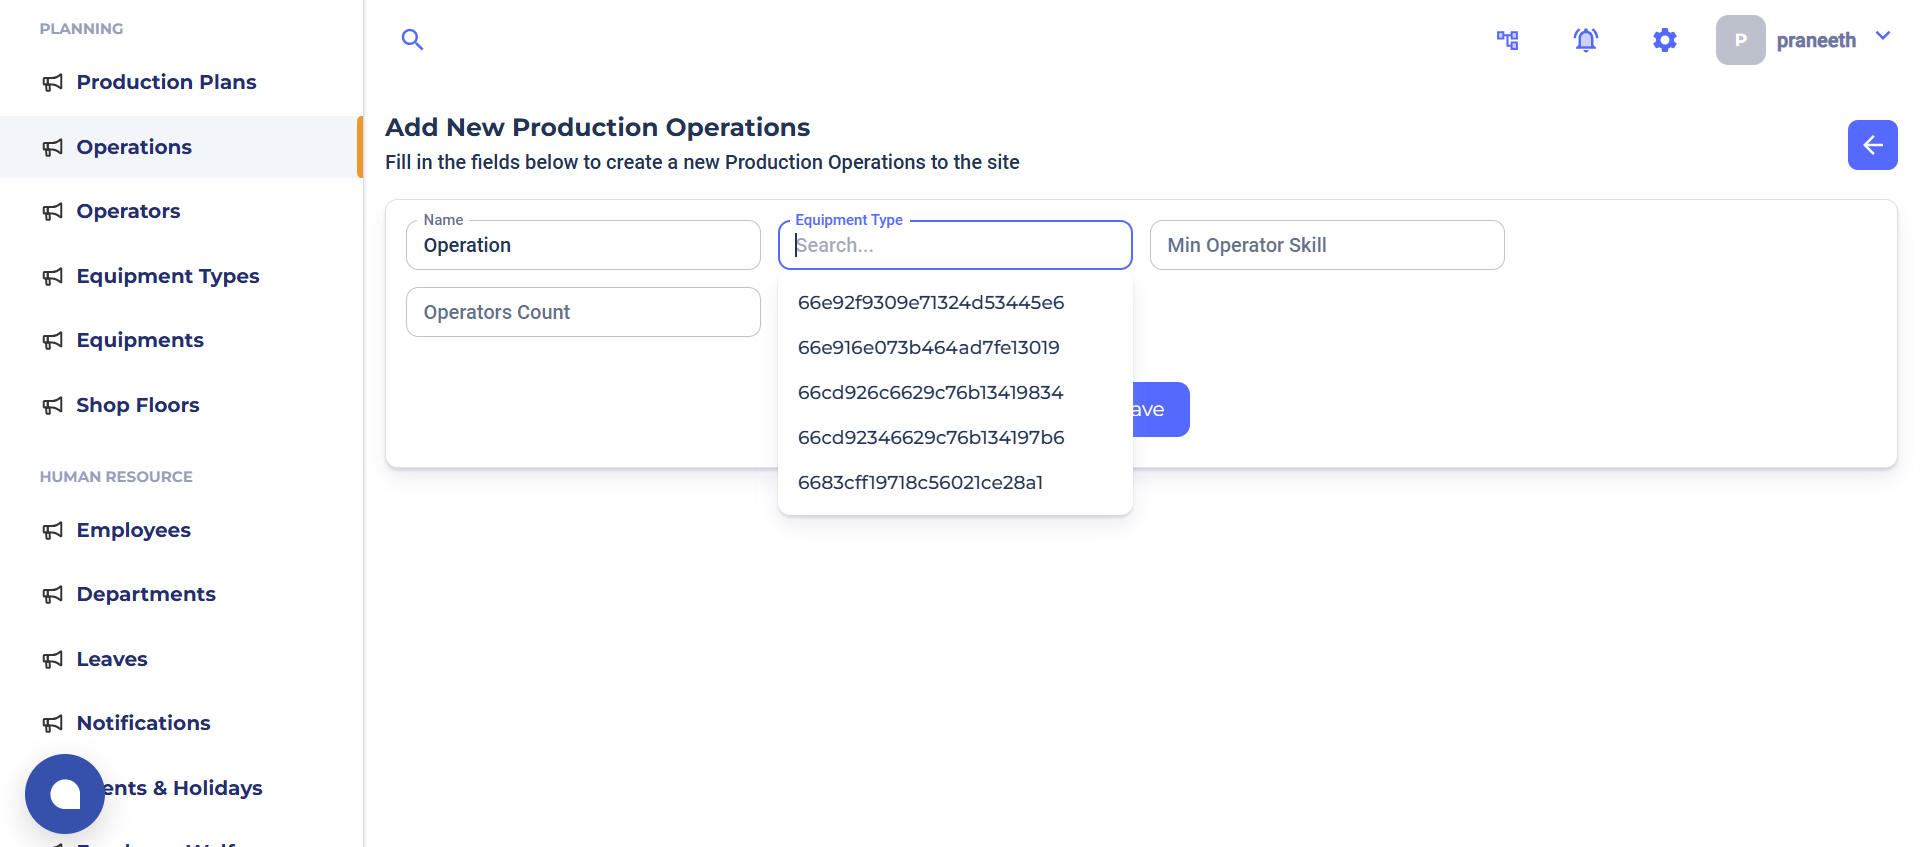 PLANNING
Production Plans
Operations
Operators
Equipment Types
Equipments
Shop Floors
HUMAN RESOURCE
Employees
Departments
Leaves
Notifications
ents & Holidays
P
praneeth
Add New Production Operations
Fill in the fields below to create a new Production Operations to the site
Name
Operation
Equipment Type
Search...
Min Operator Skill
Operators Count
66e92f9309e71324d53445e6
66e916e073b464ad7fe13019
66cd926c6629c76b13419834
66cd92346629c76b134197b6
6683cff19718c56021ce28a1
ave